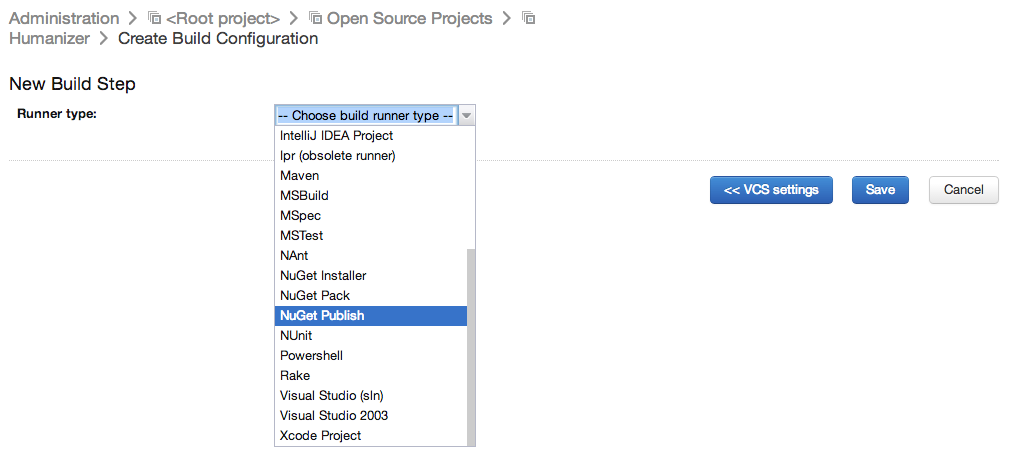 Administration > <Root project> > Open Source Projects >
Humanizer > Create Build Configuration
New Build Step
Runner type:
-- Choose build runner type --
IntelliJ IDEA Project
Ipr (obsolete runner)
Maven
MSBuild
MSpec
MSTest
NAnt
NuGet Installer
NuGet Pack
NuGet Publish
NUnit
Powershell
Rake
Visual Studio (sln)
Visual Studio 2003
Xcode Project
<< VCS settings Save Cancel